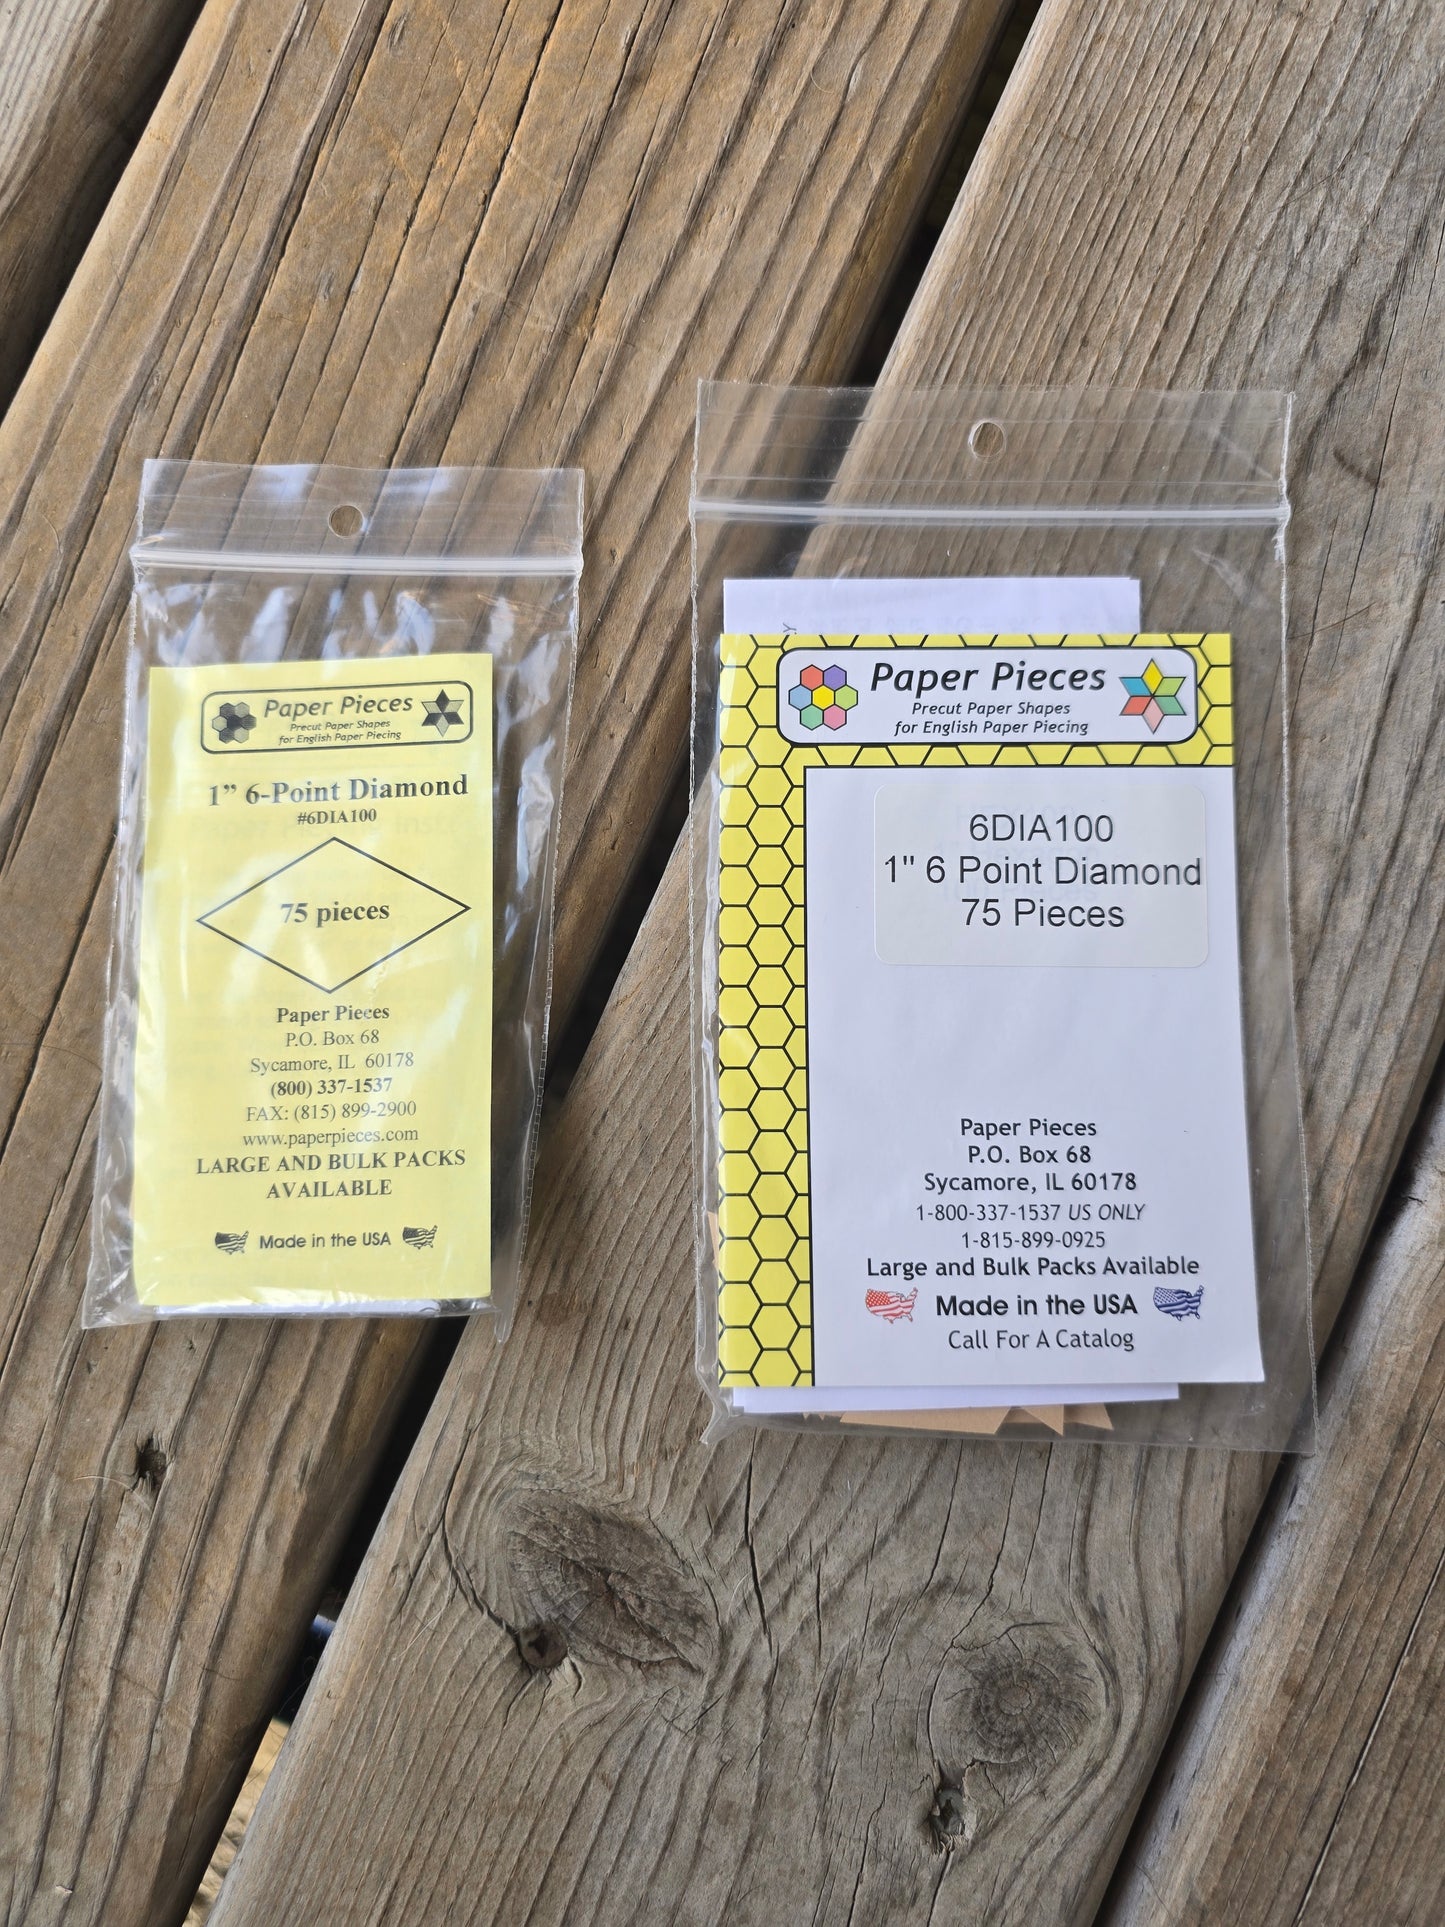 Paper Pieces
Precut Paper Shapes
for English Paper Piecing
1” 6-Point Diamond
#6DIA100
75 pieces
Paper Pieces
P.O. Box 68
Sycamore, IL 60178
(800) 337-1537
FAX: (815) 899-2900
www.paperpieces.com
LARGE AND BULK PACKS
AVAILABLE
Made in the USA
Paper Pieces
Precut Paper Shapes
for English Paper Piecing
6DIA100
1" 6 Point Diamond
75 Pieces
Paper Pieces
P.O. Box 68
Sycamore, IL 60178
1-800-337-1537 US ONLY
1-815-899-0925
Large and Bulk Packs Available
Made in the USA
Call For A Catalog